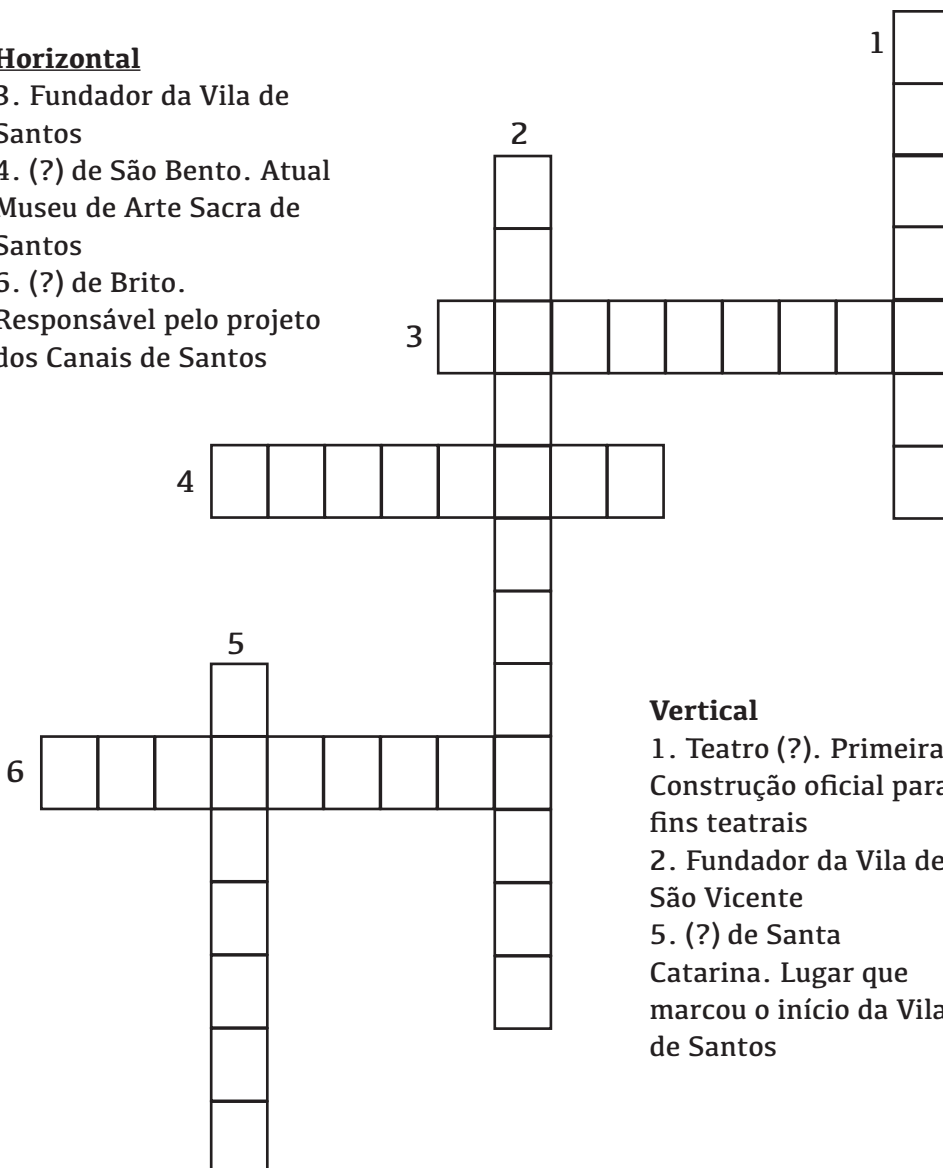 Horizontal
3. Fundador da Vila de
Santos
4. (?) de São Bento. Atual
Museu de Arte Sacra de
Santos
6. (?) de Brito.
Responsável pelo projeto
dos Canais de Santos
1
2
3
4
5
6
Vertical
1. Teatro (?). Primeira
Construção oficial para
fins teatrais
2. Fundador da Vila de
São Vicente
5. (?) de Santa
Catarina. Lugar que
marcou o início da Vila
de Santos